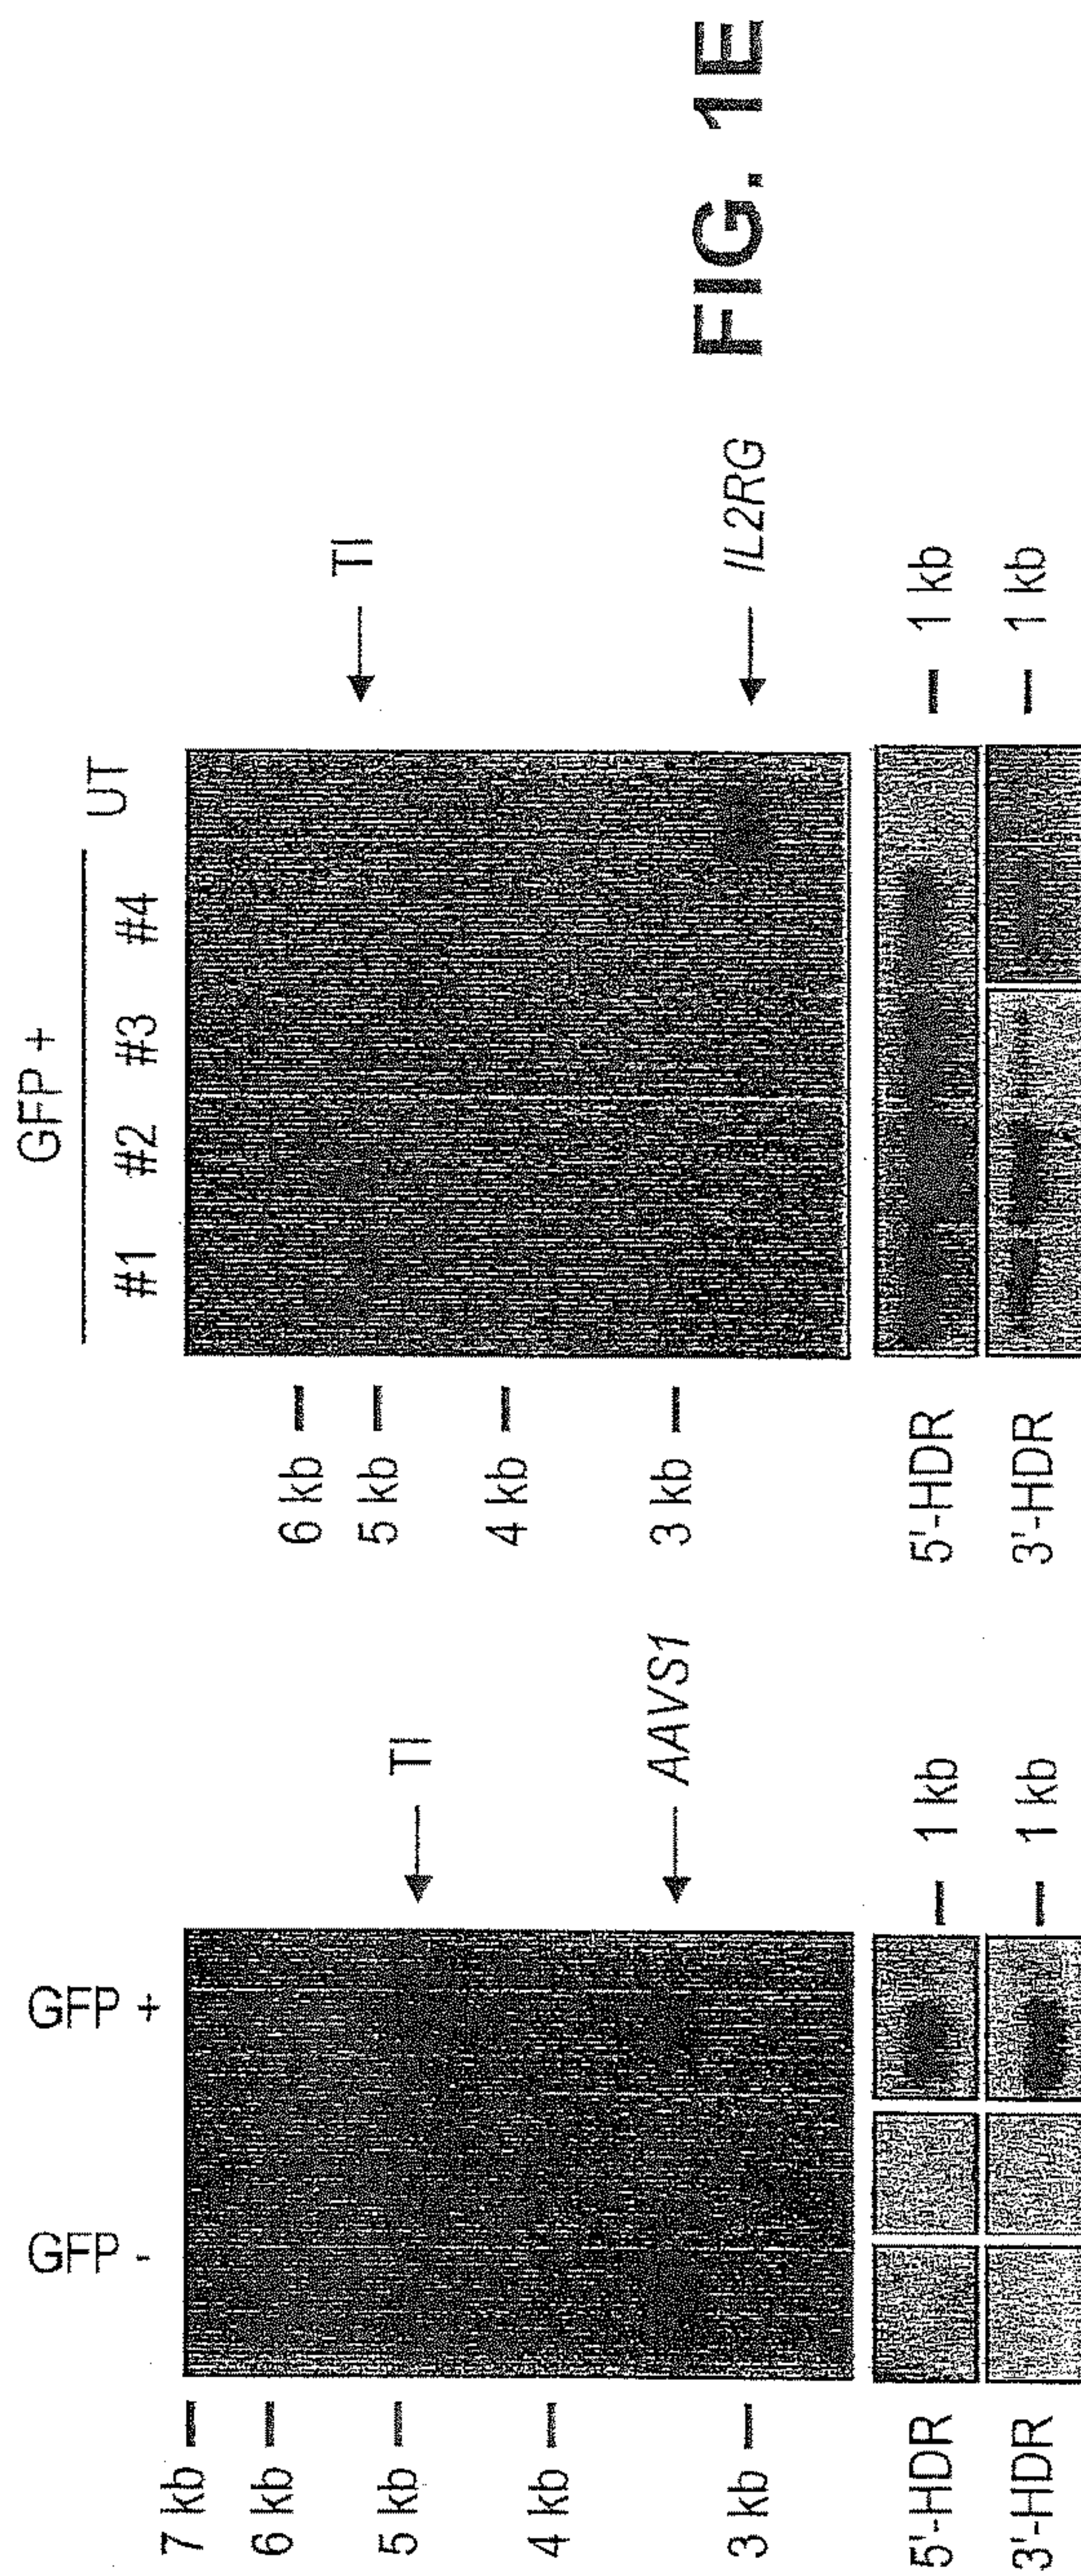 GFP - GFP +
7 kb
6 kb
5 kb
TI
4 kb
AAVS1
3 kb
5'-HDR 1 kb
3'-HDR 1 kb
GFP +
#1 #2 #3 #4 UT
6 kb
TI
5 kb
4 kb
3 kb
IL2RG
5'-HDR 1 kb
3'-HDR 1 kb
FIG. 1E